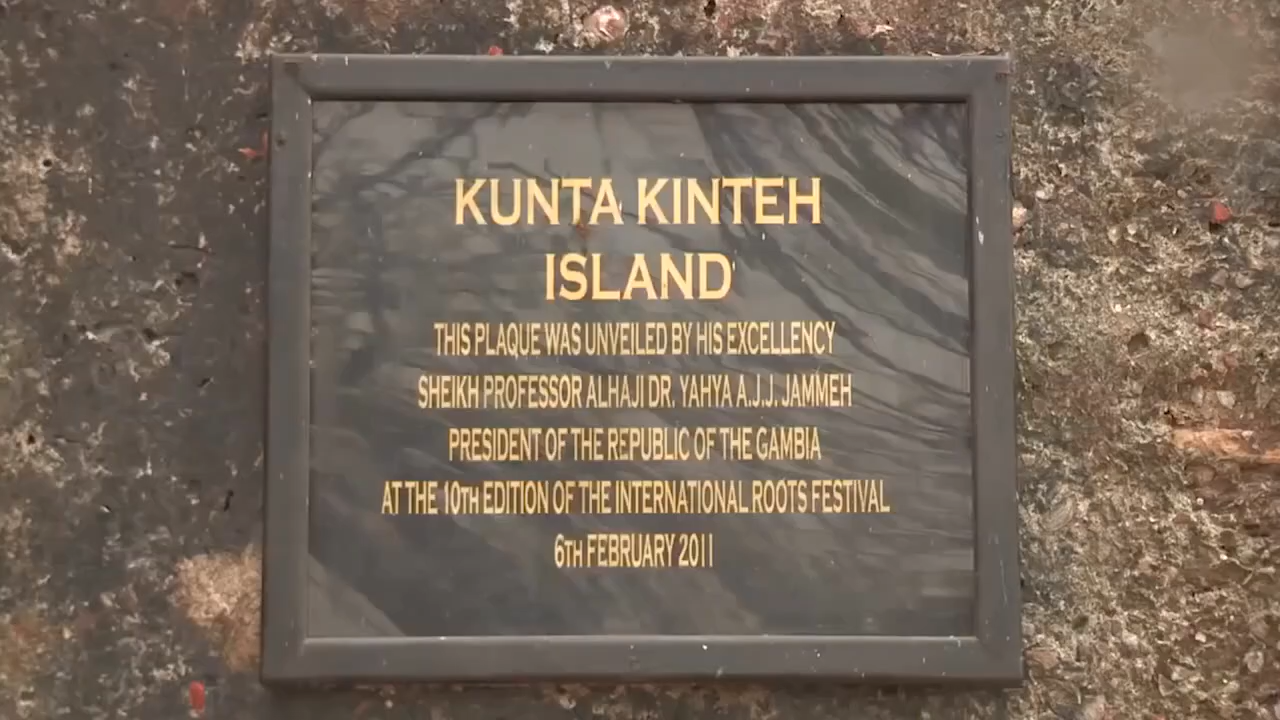 KUNTA KINTEH
ISLAND
THIS PLAQUE WAS UNVEILED BY HIS EXCELLENCY
SHEIKH PROFESSOR ALHAJI DR. YAHYA A.J.J. JAMMEH
PRESIDENT OF THE REPUBLIC OF THE GAMBIA
AT THE 10TH EDITION OF THE INTERNATIONAL ROOTS FESTIVAL
6TH FEBRUARY 2011